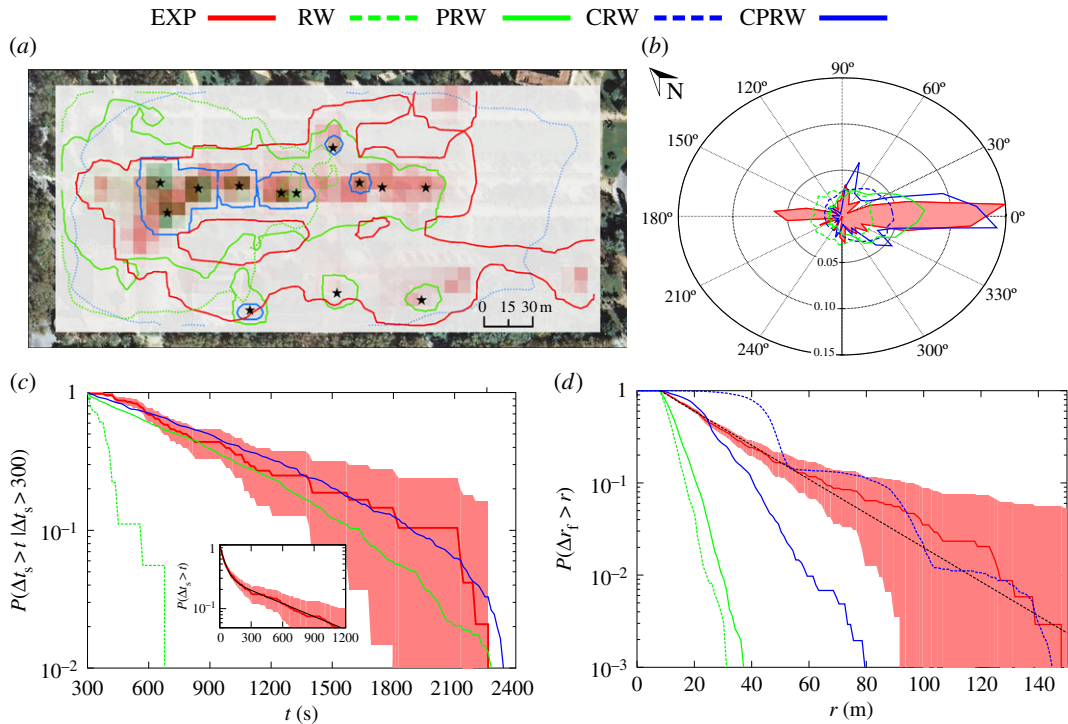 EXP RW PRW CRW CPRW
(a)
(b)
N
0 15 30 m
90º
60º
120º
30º
150º
180º
0º
0.05
210º
330º
0.10
240º
300º
0.15
(c)
(d)
1
10⁻¹
10⁻²
P(Δtₛ > t |Δtₛ > 300)
300 600 900 1200 1500 1800 2100 2400
t (s)
1
10⁻¹
P(Δtₛ > t)
0 300 600 900 1200
1
10⁻¹
10⁻²
10⁻³
P(Δr_f > r)
0 20 40 60 80 100 120 140
r (m)